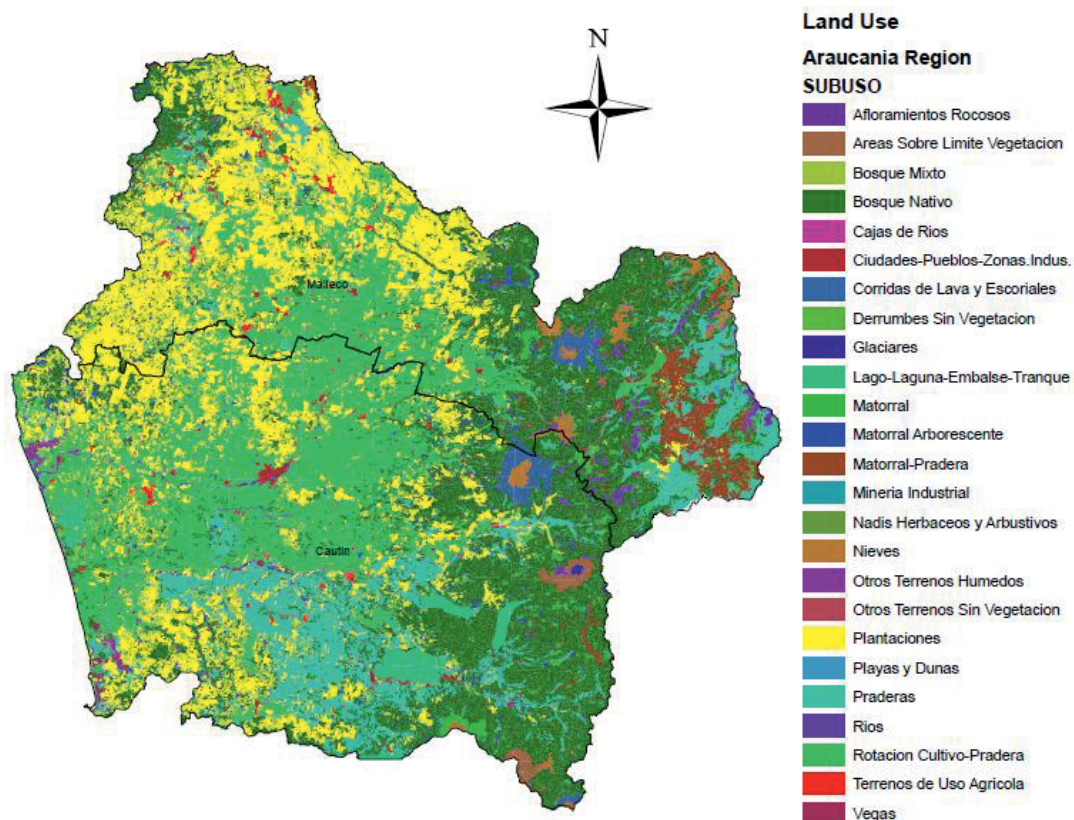 N
Malleco
Cautin
Land Use
Araucania Region
SUBUSO
Afloramientos Rocosos
Areas Sobre Limite Vegetacion
Bosque Mixto
Bosque Nativo
Cajas de Rios
Ciudades-Pueblos-Zonas.Indus.
Corridas de Lava y Escoriales
Derrumbes Sin Vegetacion
Glaciares
Lago-Laguna-Embalse-Tranque
Matorral
Matorral Arborescente
Matorral-Pradera
Mineria Industrial
Nadis Herbaceos y Arbustivos
Nieves
Otros Terrenos Humedos
Otros Terrenos Sin Vegetacion
Plantaciones
Playas y Dunas
Praderas
Rios
Rotacion Cultivo-Pradera
Terrenos de Uso Agricola
Vegas